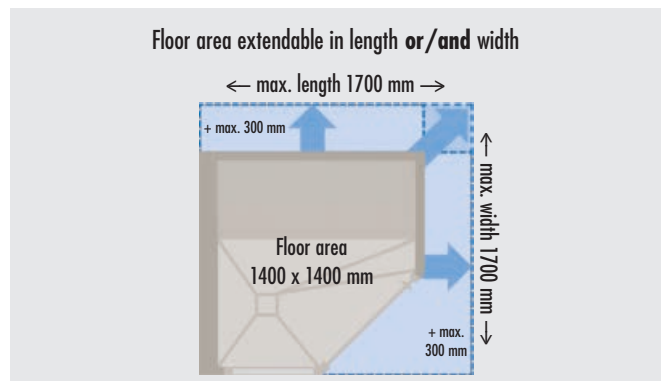 Floor area extendable in length or/and width
← max. length 1700 mm →
+ max. 300 mm
← max. width 1700 mm →
Floor area
1400 x 1400 mm
+ max.
300 mm